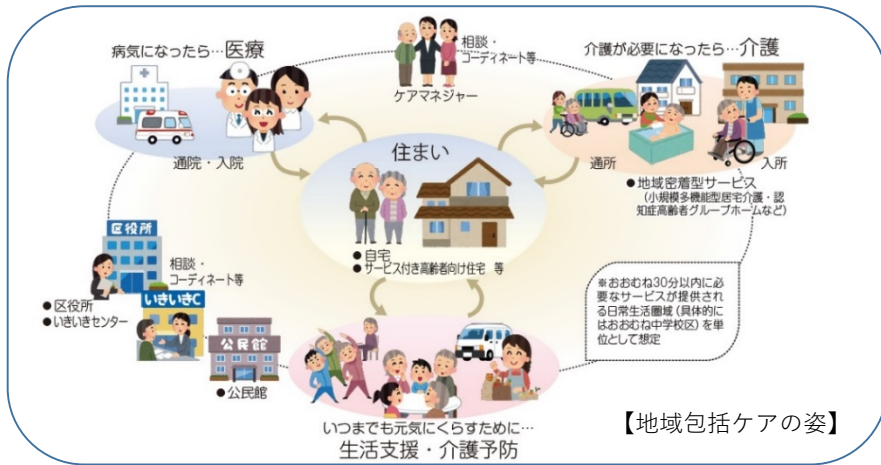 病気になったら…医療
相談・
コーディネート等
ケアマネジャー
介護が必要になったら…介護
通院・入院
住まい
通所
入所
●地域密着型サービス
(小規模多機能型居宅介護・認
知症高齢者グループホームなど)
●自宅
●サービス付き高齢者向け住宅 等
区役所
相談・
コーディネート等
●区役所
●いきいきセンター
いきいきC
公民館
●公民館
※おおむね30分以内に必
要なサービスが提供され
る日常生活圏域(具体的に
はおおむね中学校区)を単
位として想定
いつまでも元気にくらすために…
生活支援・介護予防
【地域包括ケアの姿】